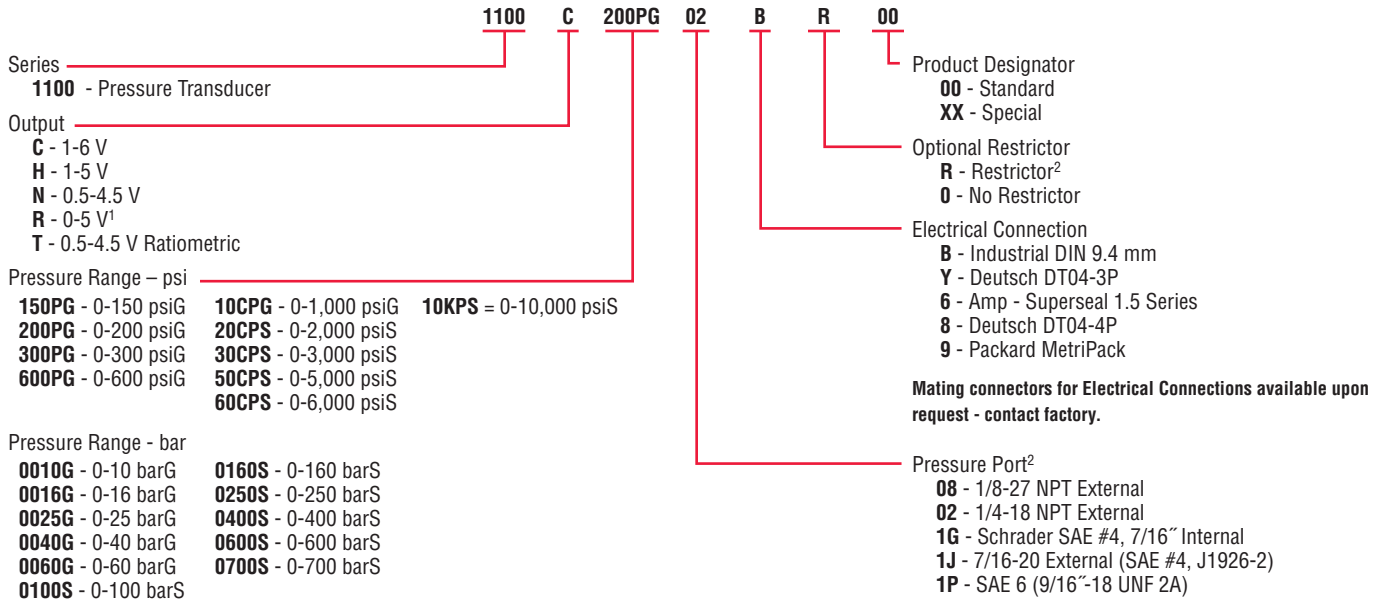 1100 C 200PG 02 B R 00
Series
1100 - Pressure Transducer
Output
C - 1-6 V
H - 1-5 V
N - 0.5-4.5 V
R - 0-5 V¹
T - 0.5-4.5 V Ratiometric
Pressure Range – psi
150PG - 0-150 psiG
200PG - 0-200 psiG
300PG - 0-300 psiG
600PG - 0-600 psiG
10CPG - 0-1,000 psiG
20CPS - 0-2,000 psiS
30CPS - 0-3,000 psiS
50CPS - 0-5,000 psiS
60CPS - 0-6,000 psiS
10KPS = 0-10,000 psiS
Pressure Range - bar
0010G - 0-10 barG
0016G - 0-16 barG
0025G - 0-25 barG
0040G - 0-40 barG
0060G - 0-60 barG
0100S - 0-100 barS
0160S - 0-160 barS
0250S - 0-250 barS
0400S - 0-400 barS
0600S - 0-600 barS
0700S - 0-700 barS
Product Designator
00 - Standard
XX - Special
Optional Restrictor
R - Restrictor²
0 - No Restrictor
Electrical Connection
B - Industrial DIN 9.4 mm
Y - Deutsch DT04-3P
6 - Amp - Superseal 1.5 Series
8 - Deutsch DT04-4P
9 - Packard MetriPack
Mating connectors for Electrical Connections available upon
request - contact factory.
Pressure Port²
08 - 1/8-27 NPT External
02 - 1/4-18 NPT External
1G - Schrader SAE #4, 7/16˝ Internal
1J - 7/16-20 External (SAE #4, J1926-2)
1P - SAE 6 (9/16˝-18 UNF 2A)